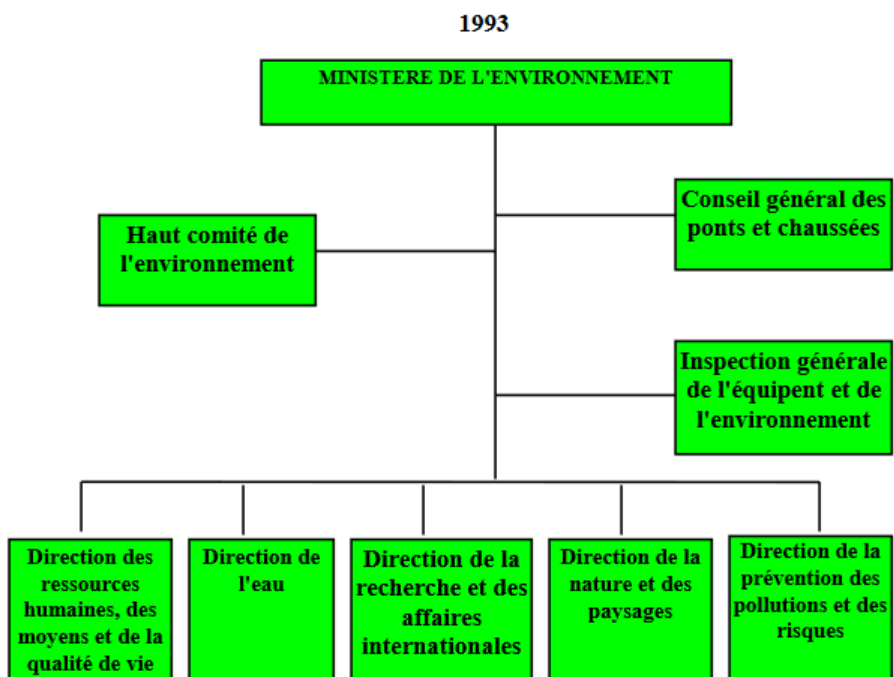 1993
MINISTERE DE L'ENVIRONNEMENT
Conseil général des
ponts et chaussées
Haut comité de
l'environnement
Inspection générale
de l'équipent et de
l'environnement
Direction des
ressources
humaines, des
moyens et de la
qualité de vie
Direction de
l'eau
Direction de la
recherche et des
affaires
internationales
Direction de la
nature et des
paysages
Direction de la
prévention des
pollutions et des
risques